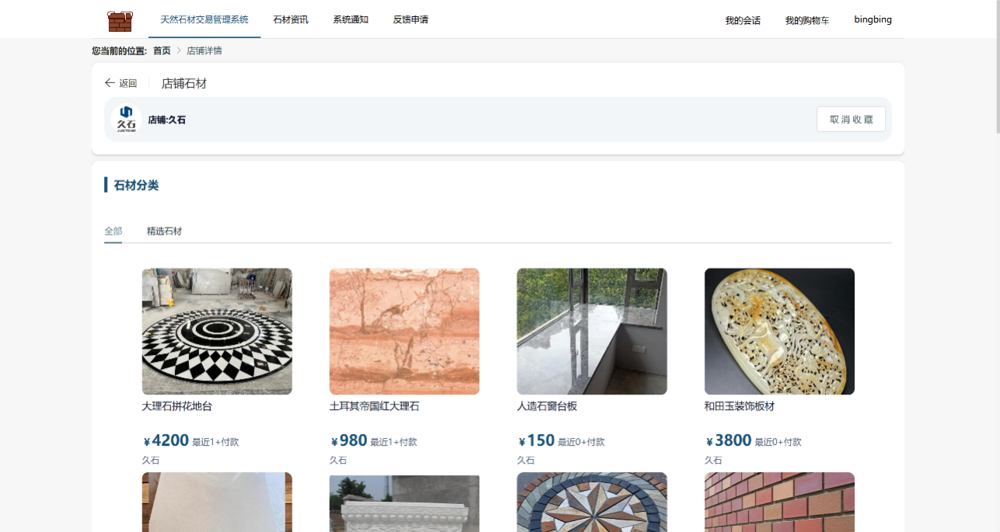 天然石材交易管理系统 石材资讯 系统通知 反馈申请 我的会话 我的购物车 bingbing
您当前的位置: 首页 > 店铺详情
← 返回 店铺石材
久石
JIUSTONE
店铺:久石
取消收藏
石材分类
全部 精选石材
大理石拼花地台 土耳其帝国红大理石 人造石窗台板 和田玉装饰板材
¥4200 最近1+付款 ¥980 最近1+付款 ¥150 最近0+付款 ¥3800 最近0+付款
久石 久石 久石 久石